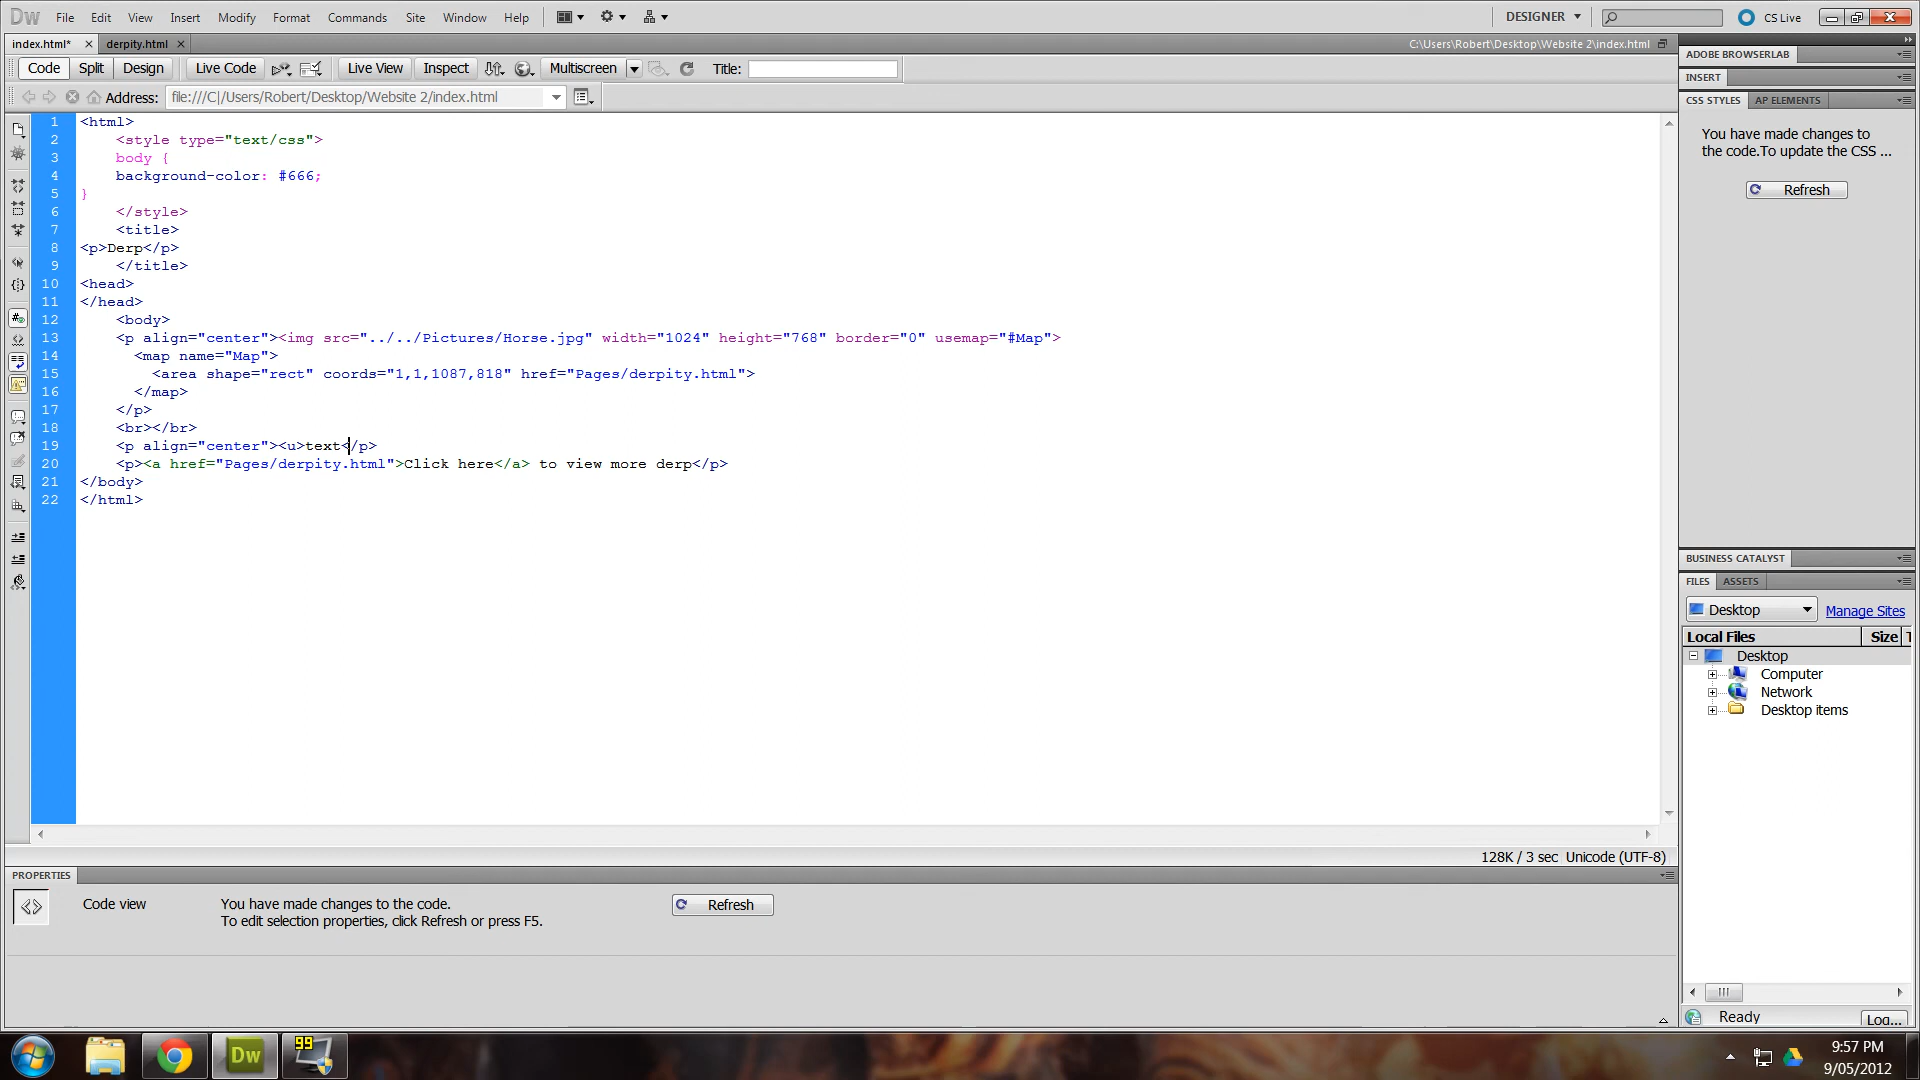 Dw File Edit View Insert Modify Format Commands Site Window Help DESIGNER CS Live
index.html* derpity.html C:\Users\Robert\Desktop\Website 2\index.html
Code Split Design Live Code Live View Inspect Multiscreen Title:
Address: file:///C|/Users/Robert/Desktop/Website 2/index.html
1 <html>
2 <style type="text/css">
3 body {
4 background-color: #666;
5 }
6 </style>
7 <title>
8 <p>Derp</p>
9 </title>
10 <head>
11 </head>
12 <body>
13 <p align="center"><img src="../../Pictures/Horse.jpg" width="1024" height="768" border="0" usemap="#Map">
14 <map name="Map">
15 <area shape="rect" coords="1,1,1087,818" href="Pages/derpity.html">
16 </map>
17 </p>
18 <br></br>
19 <p align="center"><u>text</p>
20 <p><a href="Pages/derpity.html">Click here</a> to view more derp</p>
21 </body>
22 </html>
128K / 3 sec Unicode (UTF-8)
PROPERTIES
Code view You have made changes to the code. Refresh
To edit selection properties, click Refresh or press F5.
ADOBE BROWSERLAB
INSERT
CSS STYLES AP ELEMENTS
You have made changes to
the code.To update the CSS ...
Refresh
BUSINESS CATALYST
FILES ASSETS
Desktop Manage Sites
Local Files Size
Desktop
Computer
Network
Desktop items
Ready Log...
Dw 99 9:57 PM
9/05/2012